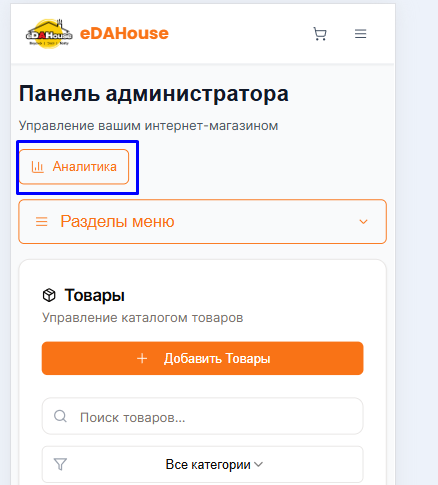 eDAHouse
eDAHouse
Панель администратора
Управление вашим интернет-магазином
Аналитика
Разделы меню
Товары
Управление каталогом товаров
Добавить Товары
Поиск товаров...
Все категории